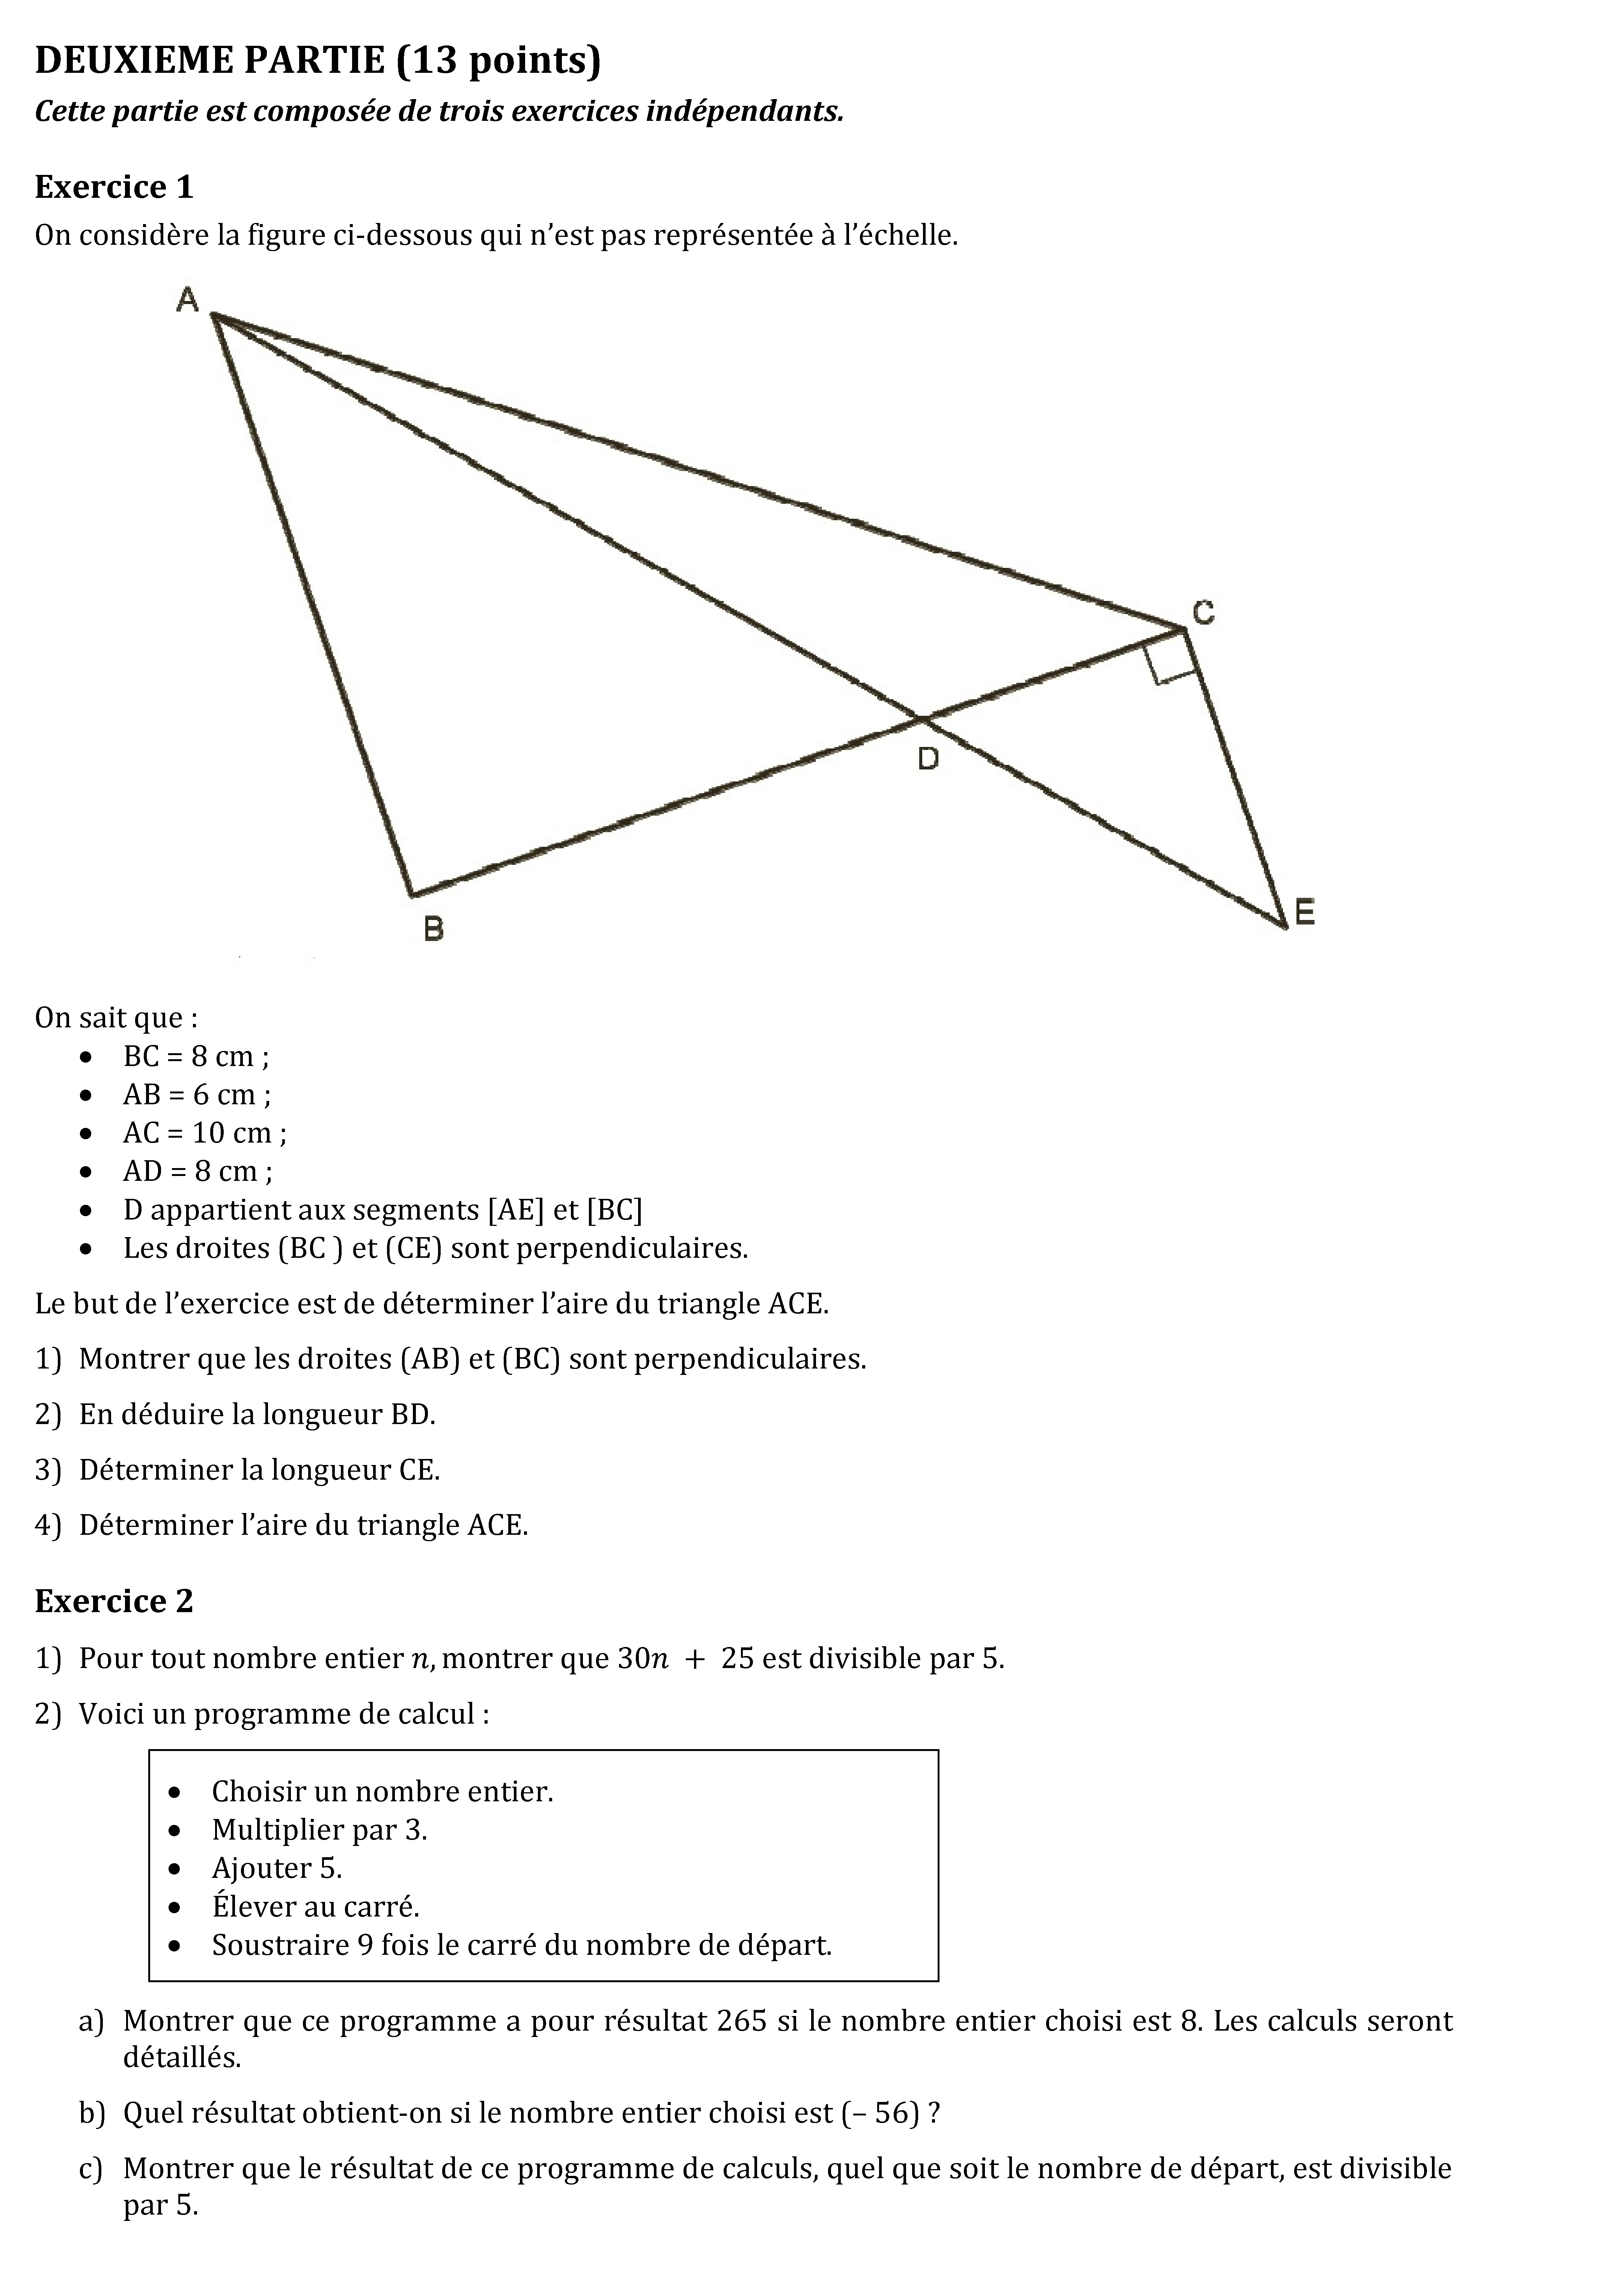 DEUXIEME PARTIE (13 points)
Cette partie est composée de trois exercices indépendants.
Exercice 1
On considère la figure ci-dessous qui n’est pas représentée à l’échelle.
A
C
D
B
E
On sait que :
• BC = 8 cm ;
• AB = 6 cm ;
• AC = 10 cm ;
• AD = 8 cm ;
• D appartient aux segments [AE] et [BC]
• Les droites (BC ) et (CE) sont perpendiculaires.
Le but de l’exercice est de déterminer l’aire du triangle ACE.
1) Montrer que les droites (AB) et (BC) sont perpendiculaires.
2) En déduire la longueur BD.
3) Déterminer la longueur CE.
4) Déterminer l’aire du triangle ACE.
Exercice 2
1) Pour tout nombre entier n, montrer que 30n + 25 est divisible par 5.
2) Voici un programme de calcul :
• Choisir un nombre entier.
• Multiplier par 3.
• Ajouter 5.
• Élever au carré.
• Soustraire 9 fois le carré du nombre de départ.
a) Montrer que ce programme a pour résultat 265 si le nombre entier choisi est 8. Les calculs seront
détaillés.
b) Quel résultat obtient-on si le nombre entier choisi est (– 56) ?
c) Montrer que le résultat de ce programme de calculs, quel que soit le nombre de départ, est divisible
par 5.